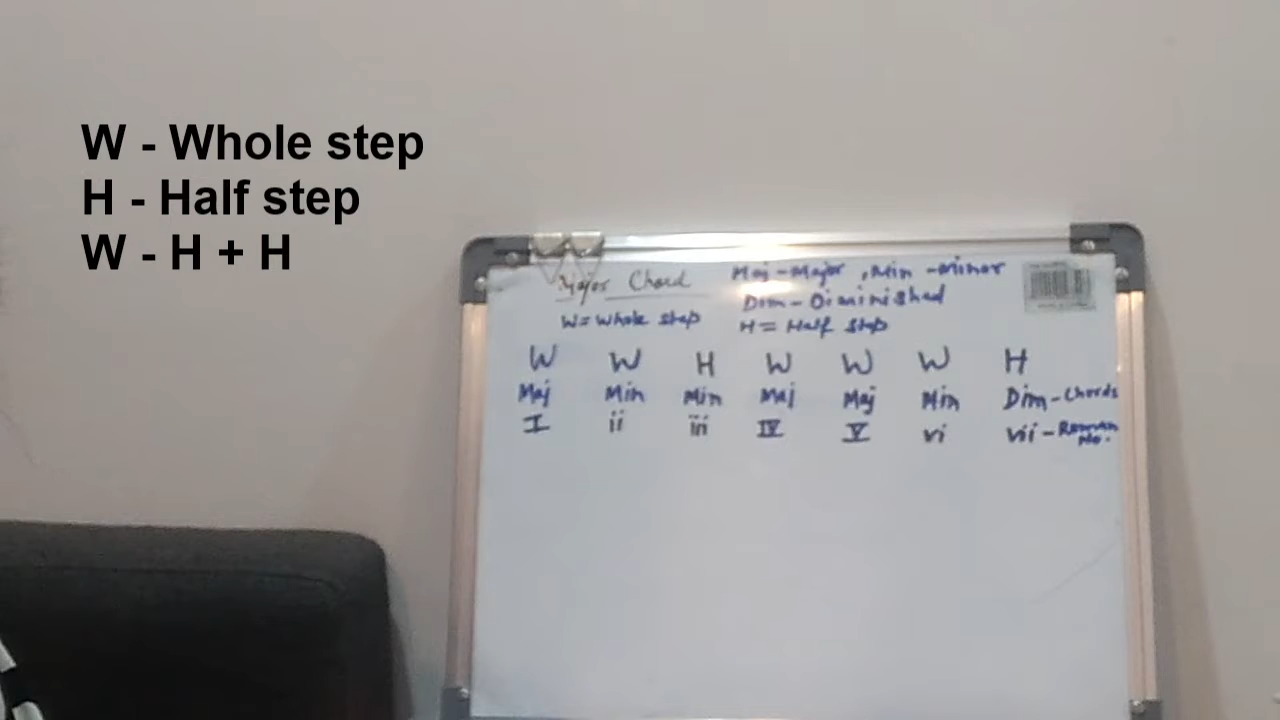 W - Whole step
H - Half step
W - H + H
Major Chord
Maj - Major , Min - Minor
Dim - Diminished
W = Whole step
H = Half step
W W H W W W H
Maj Min Min Maj Maj Min Dim - Chords
I ii iii IV V vi vii - Roman No.